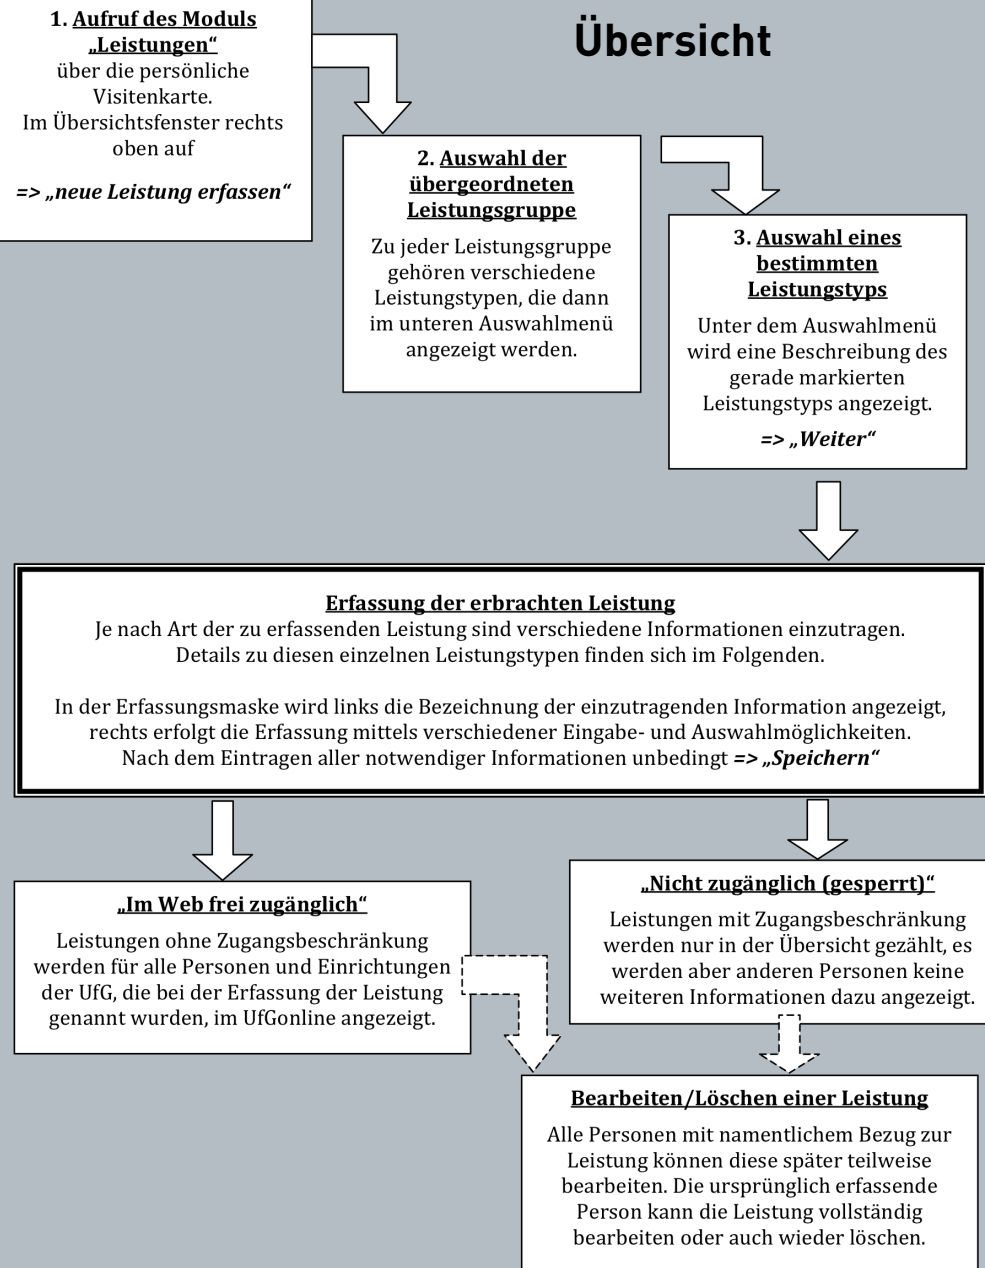 Übersicht
1. Aufruf des Moduls
„Leistungen“
über die persönliche
Visitenkarte.
Im Übersichtsfenster rechts
oben auf
=> „neue Leistung erfassen“
2. Auswahl der
übergeordneten
Leistungsgruppe
Zu jeder Leistungsgruppe
gehören verschiedene
Leistungstypen, die dann
im unteren Auswahlmenü
angezeigt werden.
3. Auswahl eines
bestimmten
Leistungstyps
Unter dem Auswahlmenü
wird eine Beschreibung des
gerade markierten
Leistungstyps angezeigt.
=> „Weiter“
Erfassung der erbrachten Leistung
Je nach Art der zu erfassenden Leistung sind verschiedene Informationen einzutragen.
Details zu diesen einzelnen Leistungstypen finden sich im Folgenden.
In der Erfassungsmaske wird links die Bezeichnung der einzutragenden Information angezeigt,
rechts erfolgt die Erfassung mittels verschiedener Eingabe- und Auswahlmöglichkeiten.
Nach dem Eintragen aller notwendiger Informationen unbedingt => „Speichern“
„Im Web frei zugänglich“
Leistungen ohne Zugangsbeschränkung
werden für alle Personen und Einrichtungen
der UfG, die bei der Erfassung der Leistung
genannt wurden, im UfGonline angezeigt.
„Nicht zugänglich (gesperrt)“
Leistungen mit Zugangsbeschränkung
werden nur in der Übersicht gezählt, es
werden aber anderen Personen keine
weiteren Informationen dazu angezeigt.
Bearbeiten/Löschen einer Leistung
Alle Personen mit namentlichem Bezug zur
Leistung können diese später teilweise
bearbeiten. Die ursprünglich erfassende
Person kann die Leistung vollständig
bearbeiten oder auch wieder löschen.